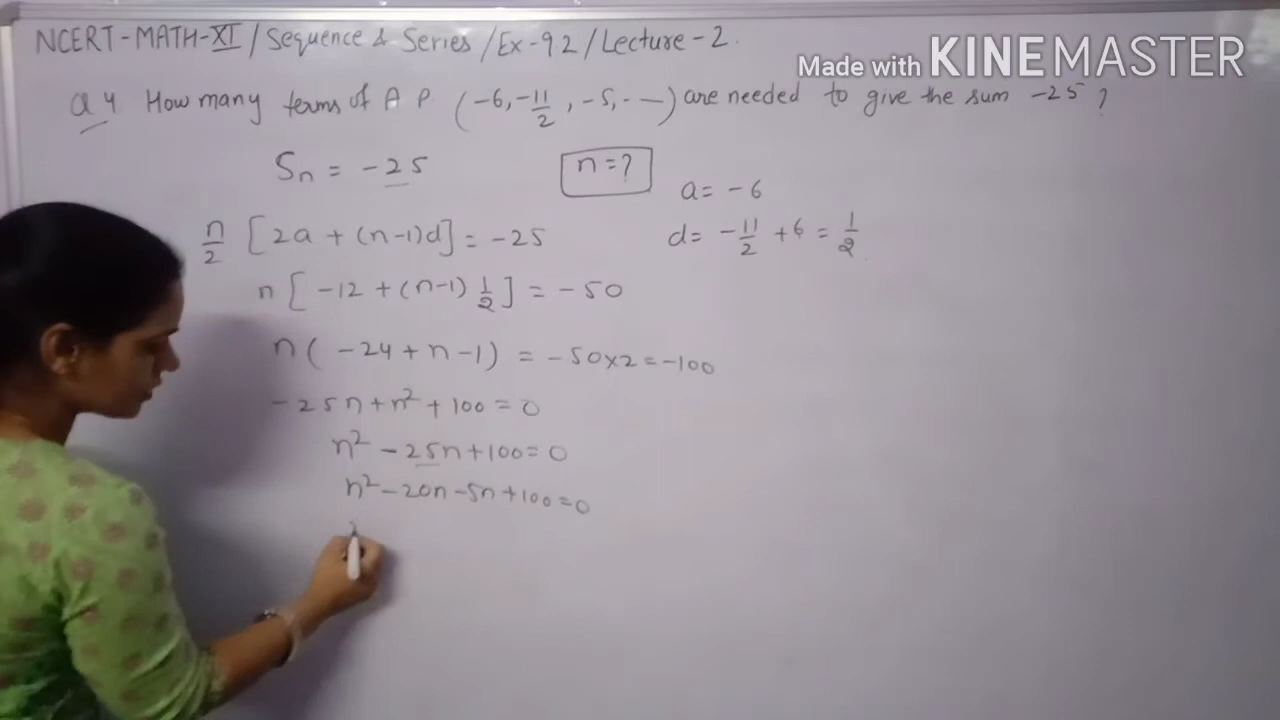 NCERT-MATH-XI / Sequence & Series / Ex-9.2 / Lecture-2.
Made with KINEMASTER
Q 4 How many terms of A P (-6, -11/2, -5, - —) are needed to give the sum -25 ?
Sn = -25 n = ?
a = -6
n/2 [2a + (n-1)d] = -25 d = -11/2 + 6 = 1/2
n [-12 + (n-1) 1/2] = -50
n ( -24 + n - 1) = -50×2 = -100
-25n + n² + 100 = 0
n² - 25n + 100 = 0
n² - 20n - 5n + 100 = 0